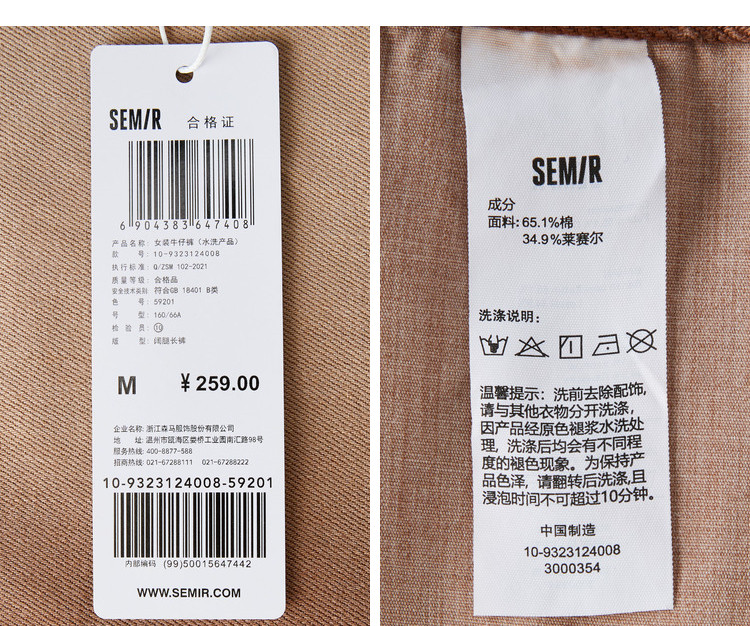 SEM/R 合格证
6 904383 647408
产品名称: 女装牛仔裤（水洗产品）
款 号: 10-9323124008
执行标准: Q/ZSM 102-2021
质量等级: 合格品
安全技术类别: 符合GB 18401 B类
色 号: 59201
号 型: 160/66A
检 验 员: ⑩
版 型: 阔腿长裤
M ¥259.00
企业名称: 浙江森马服饰股份有限公司
地 址: 温州市瓯海区娄桥工业园南汇路98号
服务热线: 400-8877-588
招商热线: 021-67288111 021-67288222
10-9323124008-59201
内部编码 (99)50015647442
WWW.SEMIR.COM
SEM/R
成分
面料: 65.1%棉
34.9%莱赛尔
洗涤说明:
温馨提示: 洗前去除配饰,
请与其他衣物分开洗涤,
因产品经原色褪浆水洗处
理, 洗涤后均会有不同程
度的褪色现象。为保持产
品色泽, 请翻转后洗涤, 且
浸泡时间不可超过10分钟。
中国制造
10-9323124008
3000354